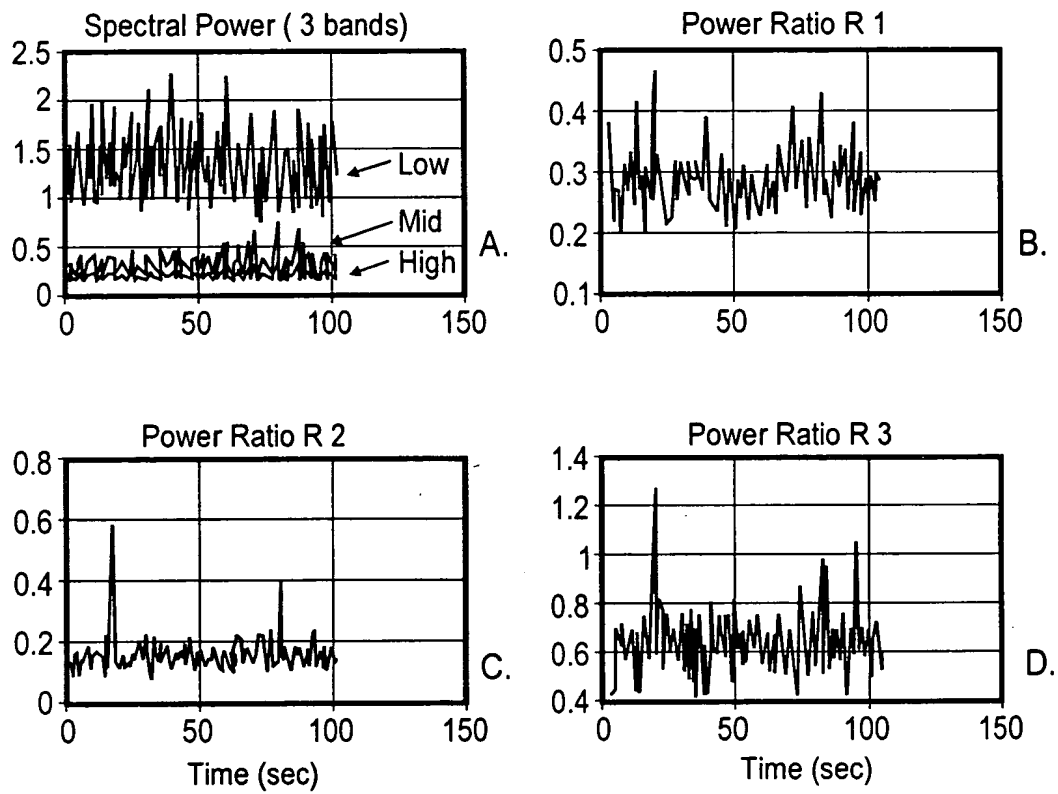 Spectral Power ( 3 bands)
2.5
2
1.5
1
0.5
0
Low
Mid
High
A.
0 50 100 150
Power Ratio R 1
0.5
0.4
0.3
0.2
0.1
B.
0 50 100 150
Power Ratio R 2
0.8
0.6
0.4
0.2
0
C.
0 50 100 150
Time (sec)
Power Ratio R 3
1.4
1.2
1
0.8
0.6
0.4
D.
0 50 100 150
Time (sec)